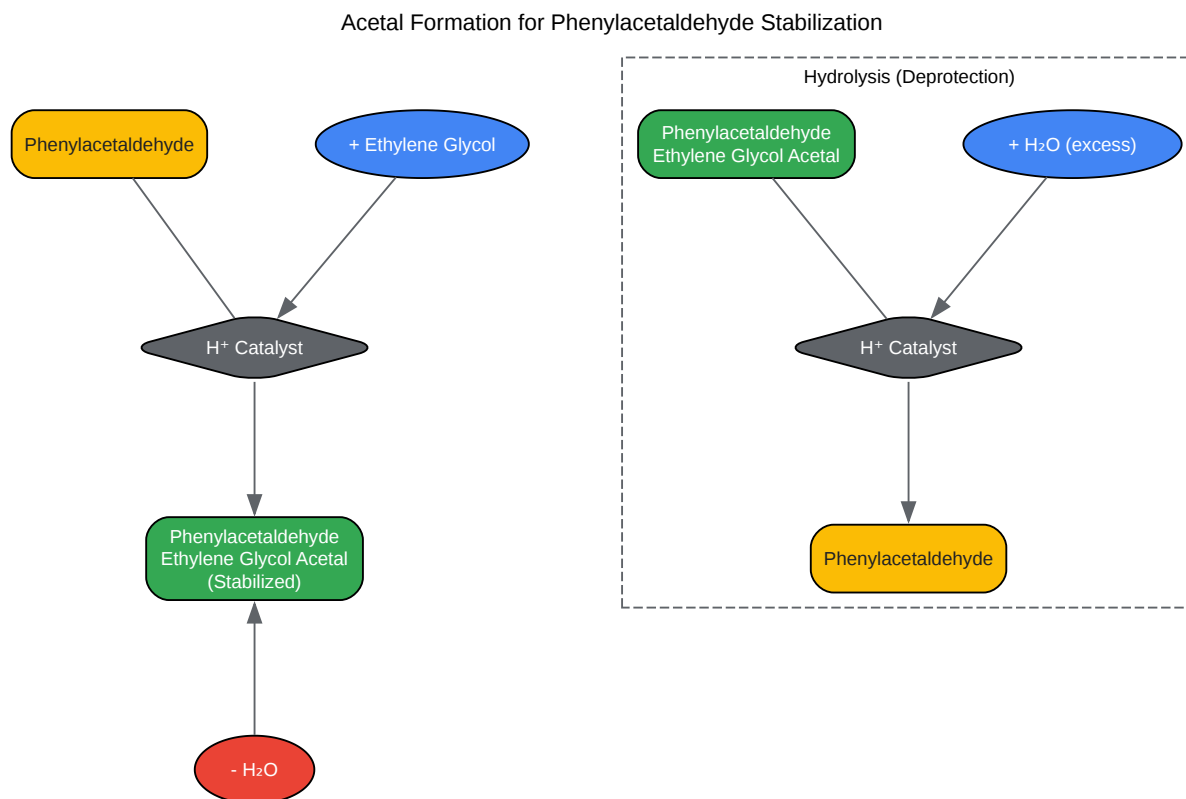 Acetal Formation for Phenylacetaldehyde Stabilization
Phenylacetaldehyde
+ Ethylene Glycol
H⁺ Catalyst
Phenylacetaldehyde
Ethylene Glycol Acetal
(Stabilized)
- H₂O
Hydrolysis (Deprotection)
Phenylacetaldehyde
Ethylene Glycol Acetal
+ H₂O (excess)
H⁺ Catalyst
Phenylacetaldehyde